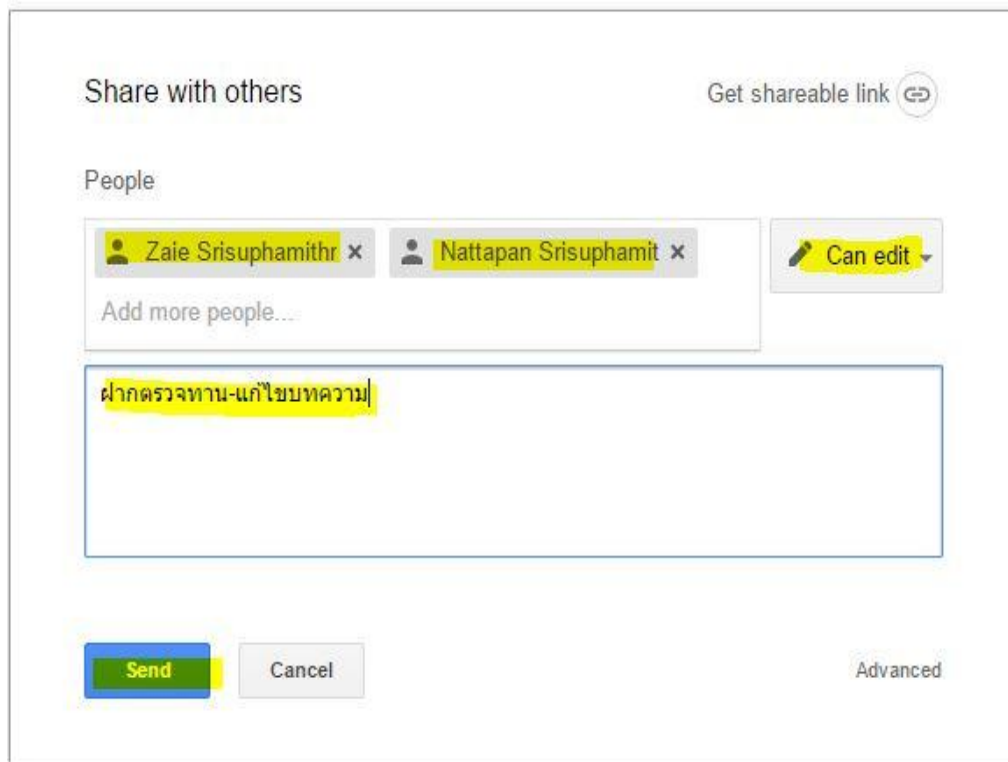 Share with others
Get shareable link
People
Zaie Srisuphamithr × Nattapan Srisuphamit ×
Can edit
Add more people...
ฝากตรวจทาน-แก้ไขบทความ
Send
Cancel
Advanced